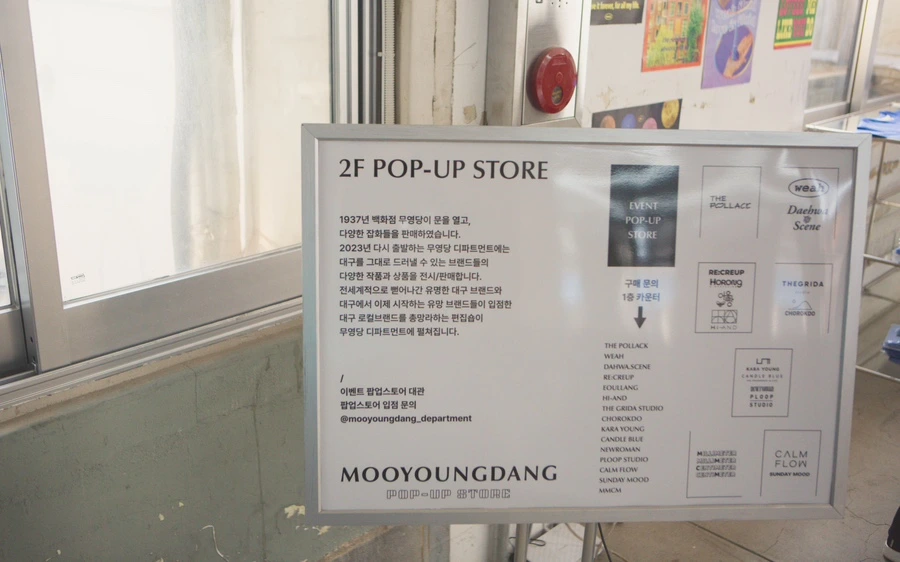 2F POP-UP STORE
1937년 백화점 무영당이 문을 열고,
다양한 잡화들을 판매하였습니다.
2023년 다시 출발하는 무영당 디파트먼트에는
대구를 그대로 드러낼 수 있는 브랜드들의
다양한 작품과 상품을 전시/판매합니다.
전세계적으로 뻗어나간 유명한 대구 브랜드와
대구에서 이제 시작하는 유망 브랜드들이 입점한
대구 로컬브랜드를 총망라하는 편집숍이
무영당 디파트먼트에 펼쳐집니다.
/
이벤트 팝업스토어 대관
팝업스토어 입점 문의
@mooyoungdang_department
MOOYOUNGDANG
POP-UP STORE
EVENT
POP-UP
STORE
구매 문의
1층 카운터
THE POLLACK
WEAH
DAHWA.SCENE
RE:CREUP
EOULLANG
HI-AND
THE GRIDA STUDIO
CHOROKDO
KARA YOUNG
CANDLE BLUE
NEWROMAN
PLOOP STUDIO
CALM FLOW
SUNDAY MOOD
MMCM
THE
POLLACK
weah
Daehwa
Scene
RE:CREUP
HORONG
HI-AND
THEGRIDA
CHOROKDO
KARA YOUNG
CANDLE BLUE
PLOOP
STUDIO
MILLIMETER
MILLIMETER
CENTIMETER
CENTIMETER
CALM
FLOW
SUNDAY MOOD